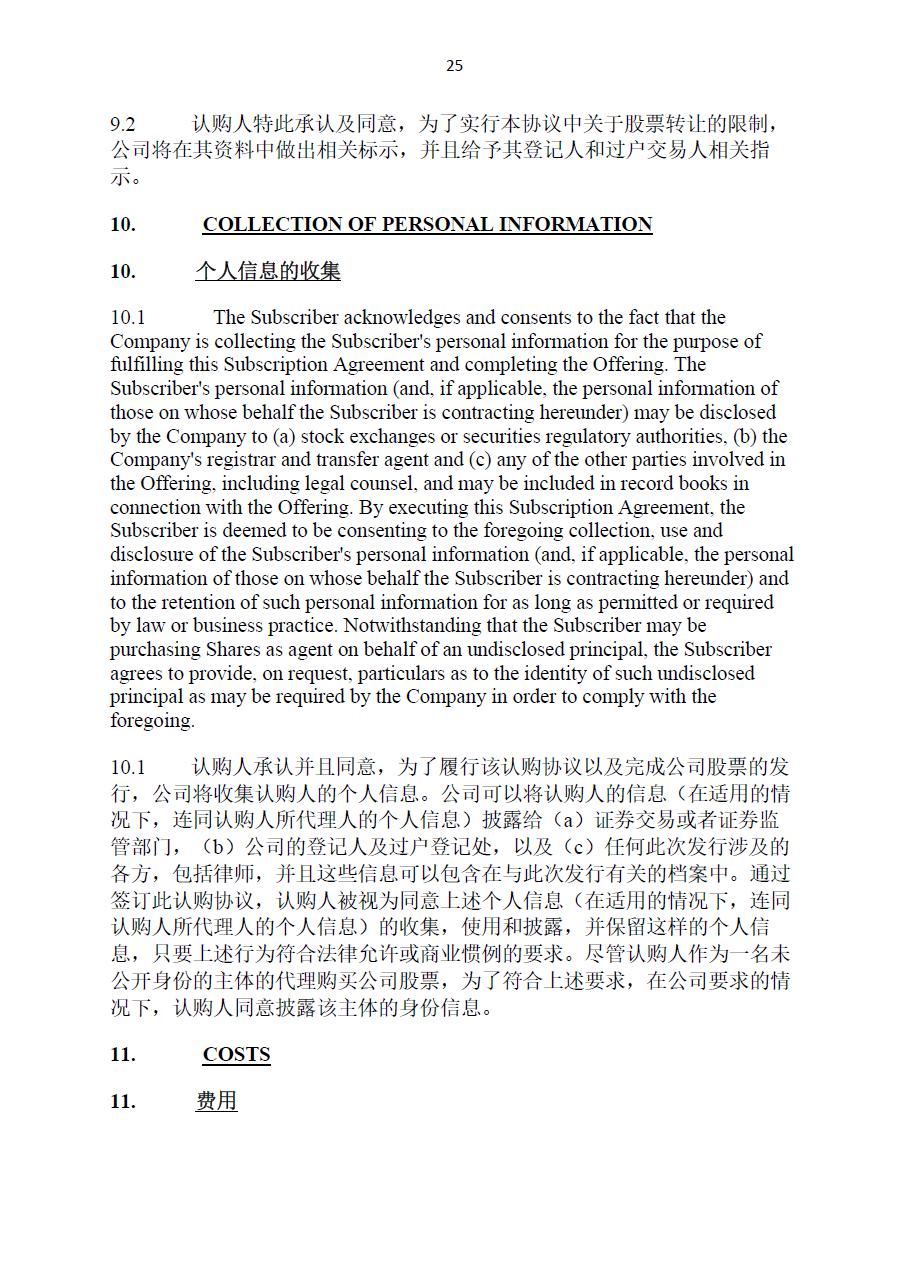 25
9.2 认购人特此承认及同意，为了实行本协议中关于股票转让的限制，
公司将在其资料中做出相关标示，并且给予其登记人和过户交易人相关指
示。
10. COLLECTION OF PERSONAL INFORMATION
10. 个人信息的收集
10.1 The Subscriber acknowledges and consents to the fact that the
Company is collecting the Subscriber's personal information for the purpose of
fulfilling this Subscription Agreement and completing the Offering. The
Subscriber's personal information (and, if applicable, the personal information of
those on whose behalf the Subscriber is contracting hereunder) may be disclosed
by the Company to (a) stock exchanges or securities regulatory authorities, (b) the
Company's registrar and transfer agent and (c) any of the other parties involved in
the Offering, including legal counsel, and may be included in record books in
connection with the Offering. By executing this Subscription Agreement, the
Subscriber is deemed to be consenting to the foregoing collection, use and
disclosure of the Subscriber's personal information (and, if applicable, the personal
information of those on whose behalf the Subscriber is contracting hereunder) and
to the retention of such personal information for as long as permitted or required
by law or business practice. Notwithstanding that the Subscriber may be
purchasing Shares as agent on behalf of an undisclosed principal, the Subscriber
agrees to provide, on request, particulars as to the identity of such undisclosed
principal as may be required by the Company in order to comply with the
foregoing.
10.1 认购人承认并且同意，为了履行该认购协议以及完成公司股票的发
行，公司将收集认购人的个人信息。公司可以将认购人的信息（在适用的情
况下，连同认购人所代理人的个人信息）披露给（a）证券交易或者证券监
管部门，（b）公司的登记人及过户登记处，以及（c）任何此次发行涉及的
各方，包括律师，并且这些信息可以包含在与此次发行有关的档案中。通过
签订此认购协议，认购人被视为同意上述个人信息（在适用的情况下，连同
认购人所代理人的个人信息）的收集，使用和披露，并保留这样的个人信
息，只要上述行为符合法律允许或商业惯例的要求。尽管认购人作为一名未
公开身份的主体的代理购买公司股票，为了符合上述要求，在公司要求的情
况下，认购人同意披露该主体的身份信息。
11. COSTS
11. 费用